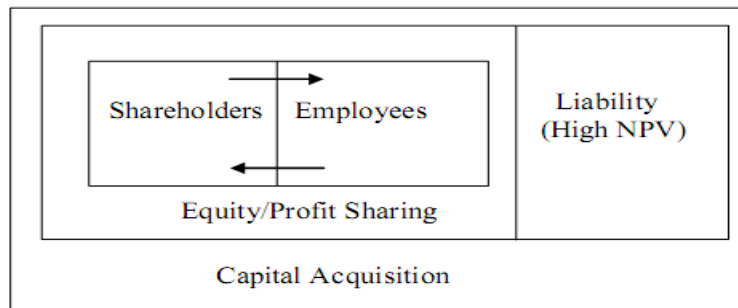 Shareholders
Employees
Liability
(High NPV)
Equity/Profit Sharing
Capital Acquisition